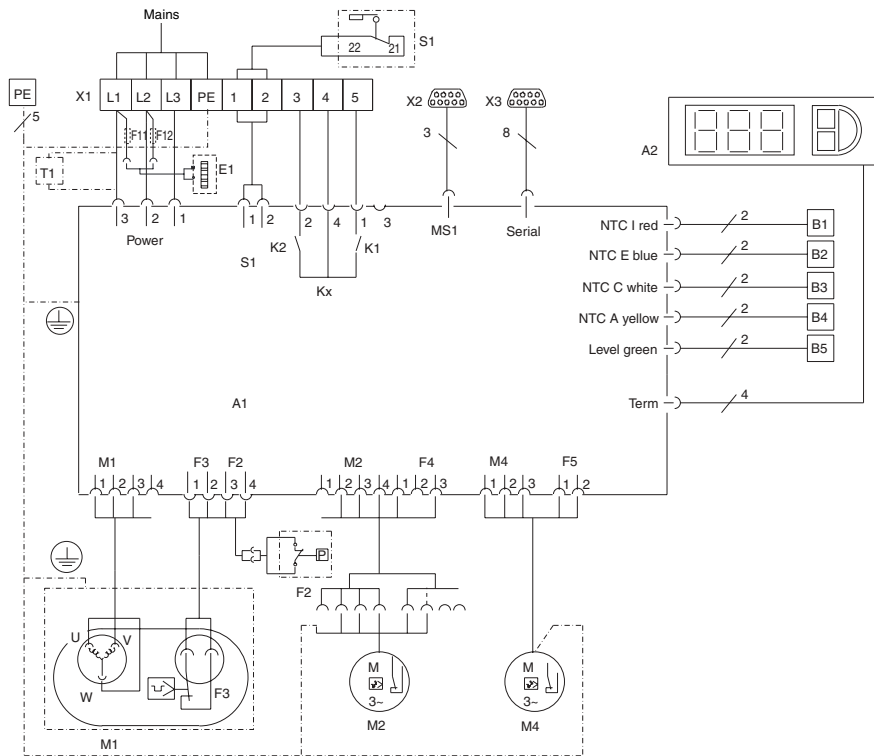 Mains
22 21 S1
PE
5
X1 L1 L2 L3 PE 1 2 3 4 5
X2 X3
3 8
A2
F11 F12
T1
E1
3 2 1
Power
1 2
S1
2 4 1 3
K2 K1
Kx
MS1
Serial
NTC I red 2 B1
NTC E blue 2 B2
NTC C white 2 B3
NTC A yellow 2 B4
Level green 2 B5
Term 4
A1
M1 F3 F2 M2 F4 M4 F5
1 2 3 4 1 2 3 4 1 2 3 4 1 2 3 1 2 3 1 2
P
F2
U V
W
F3
M
3~
M
3~
M1
M2
M4